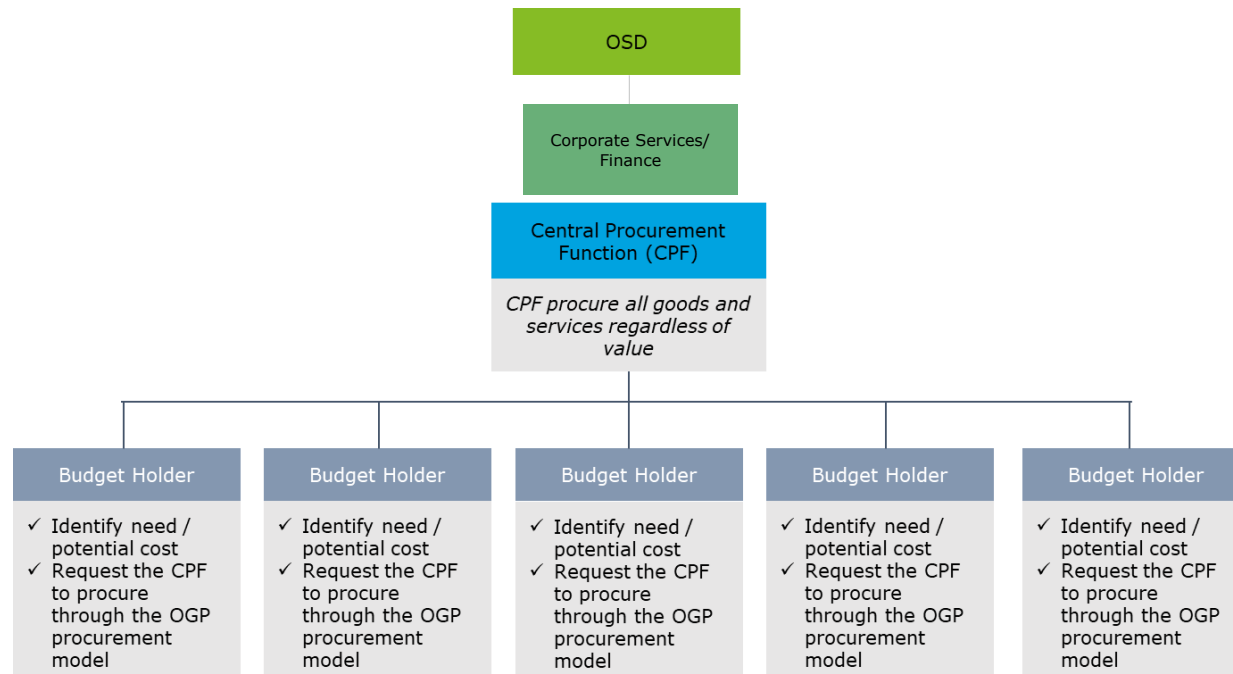 OSD
Corporate Services/
Finance
Central Procurement
Function (CPF)
CPF procure all goods and
services regardless of
value
Budget Holder
✓ Identify need /
potential cost
✓ Request the CPF
to procure
through the OGP
procurement
model
Budget Holder
✓ Identify need /
potential cost
✓ Request the CPF
to procure
through the OGP
procurement
model
Budget Holder
✓ Identify need /
potential cost
✓ Request the CPF
to procure
through the OGP
procurement
model
Budget Holder
✓ Identify need /
potential cost
✓ Request the CPF
to procure
through the OGP
procurement
model
Budget Holder
✓ Identify need /
potential cost
✓ Request the CPF
to procure
through the OGP
procurement
model